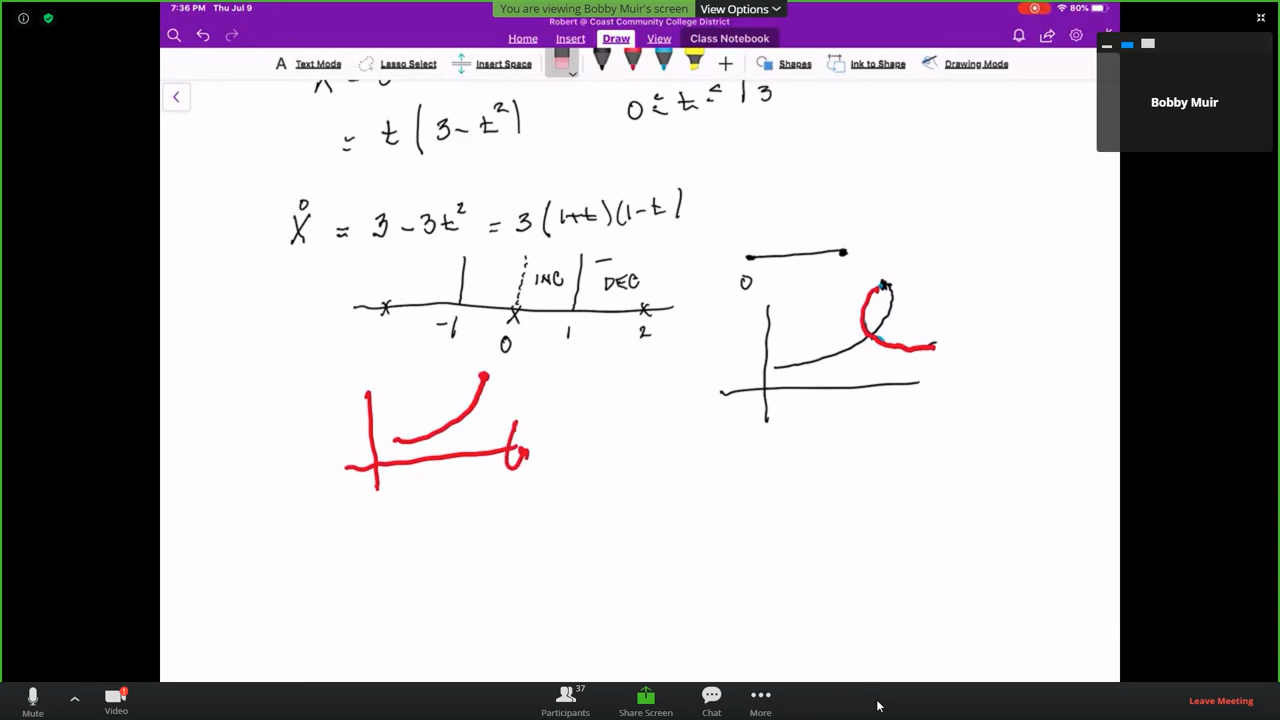 7:36 PM Thu Jul 9
You are viewing Bobby Muir's screen View Options
80%
Robert @ Coast Community College District
Home Insert Draw View Class Notebook
A Text Mode Lasso Select Insert Space Shapes Ink to Shape Drawing Mode
Bobby Muir
= t(3-t²)
0 ≤ t ≤
3
Ẋ = 3 - 3t² = 3(1+t)(1-t)
INC
DEC
-1
0
1
2
0
Mute
Video
Participants 37
Share Screen
Chat
More
Leave Meeting